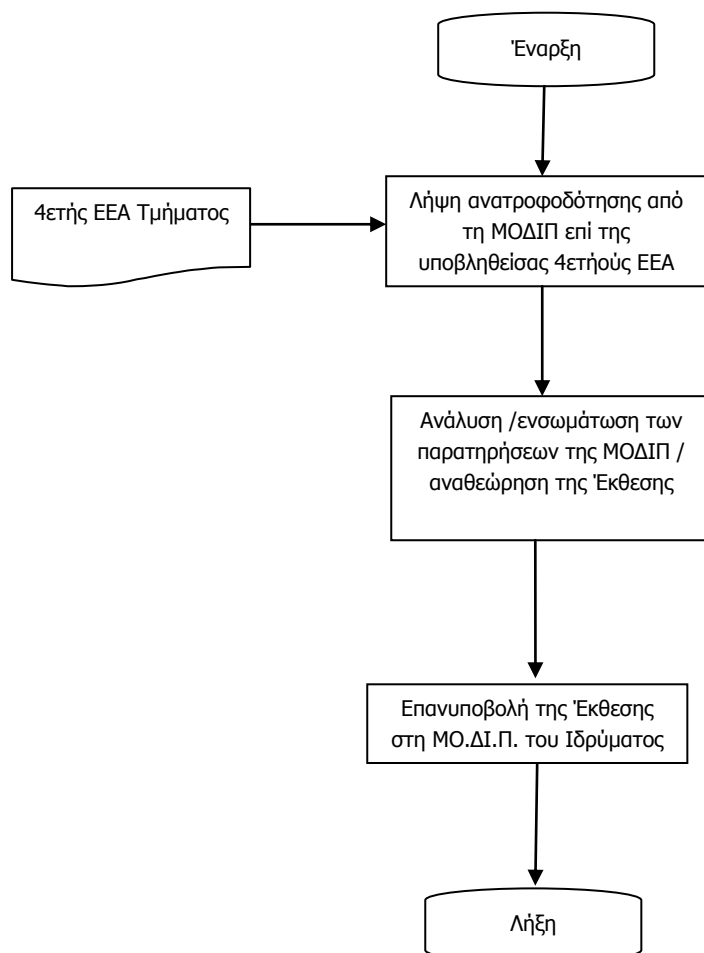 Έναρξη
4ετής ΕΕΑ Τμήματος
Λήψη ανατροφοδότησης από
τη ΜΟΔΙΠ επί της
υποβληθείσας 4ετήούς ΕΕΑ
Ανάλυση /ενσωμάτωση των
παρατηρήσεων της ΜΟΔΙΠ /
αναθεώρηση της Έκθεσης
Επανυποβολή της Έκθεσης
στη ΜΟ.ΔΙ.Π. του Ιδρύματος
Λήξη